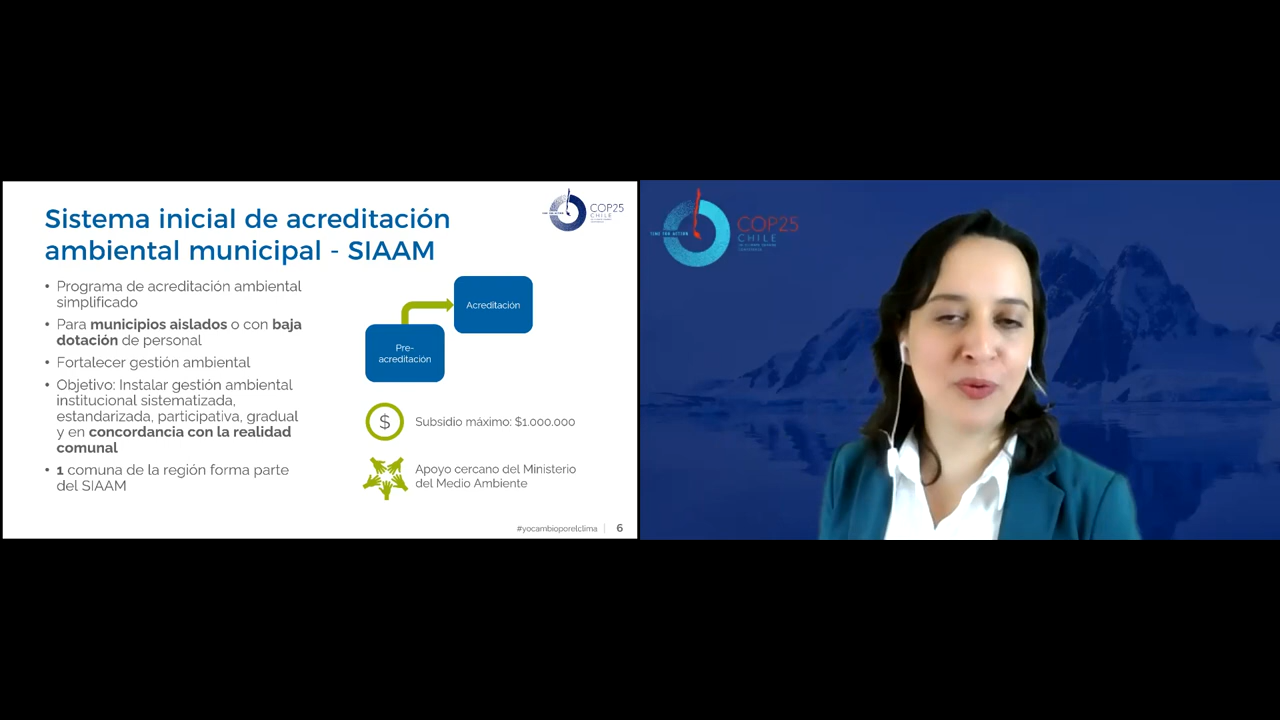 Sistema inicial de acreditación
ambiental municipal - SIAAM
• Programa de acreditación ambiental
simplificado
• Para municipios aislados o con baja
dotación de personal
• Fortalecer gestión ambiental
• Objetivo: Instalar gestión ambiental
institucional sistematizada,
estandarizada, participativa, gradual
y en concordancia con la realidad
comunal
• 1 comuna de la región forma parte
del SIAAM
TIME FOR ACTION
COP25
CHILE
Acreditación
Pre-
acreditación
$
Subsidio máximo: $1.000.000
Apoyo cercano del Ministerio
del Medio Ambiente
#yocambioporelclima
6
TIME FOR ACTION
COP25
CHILE